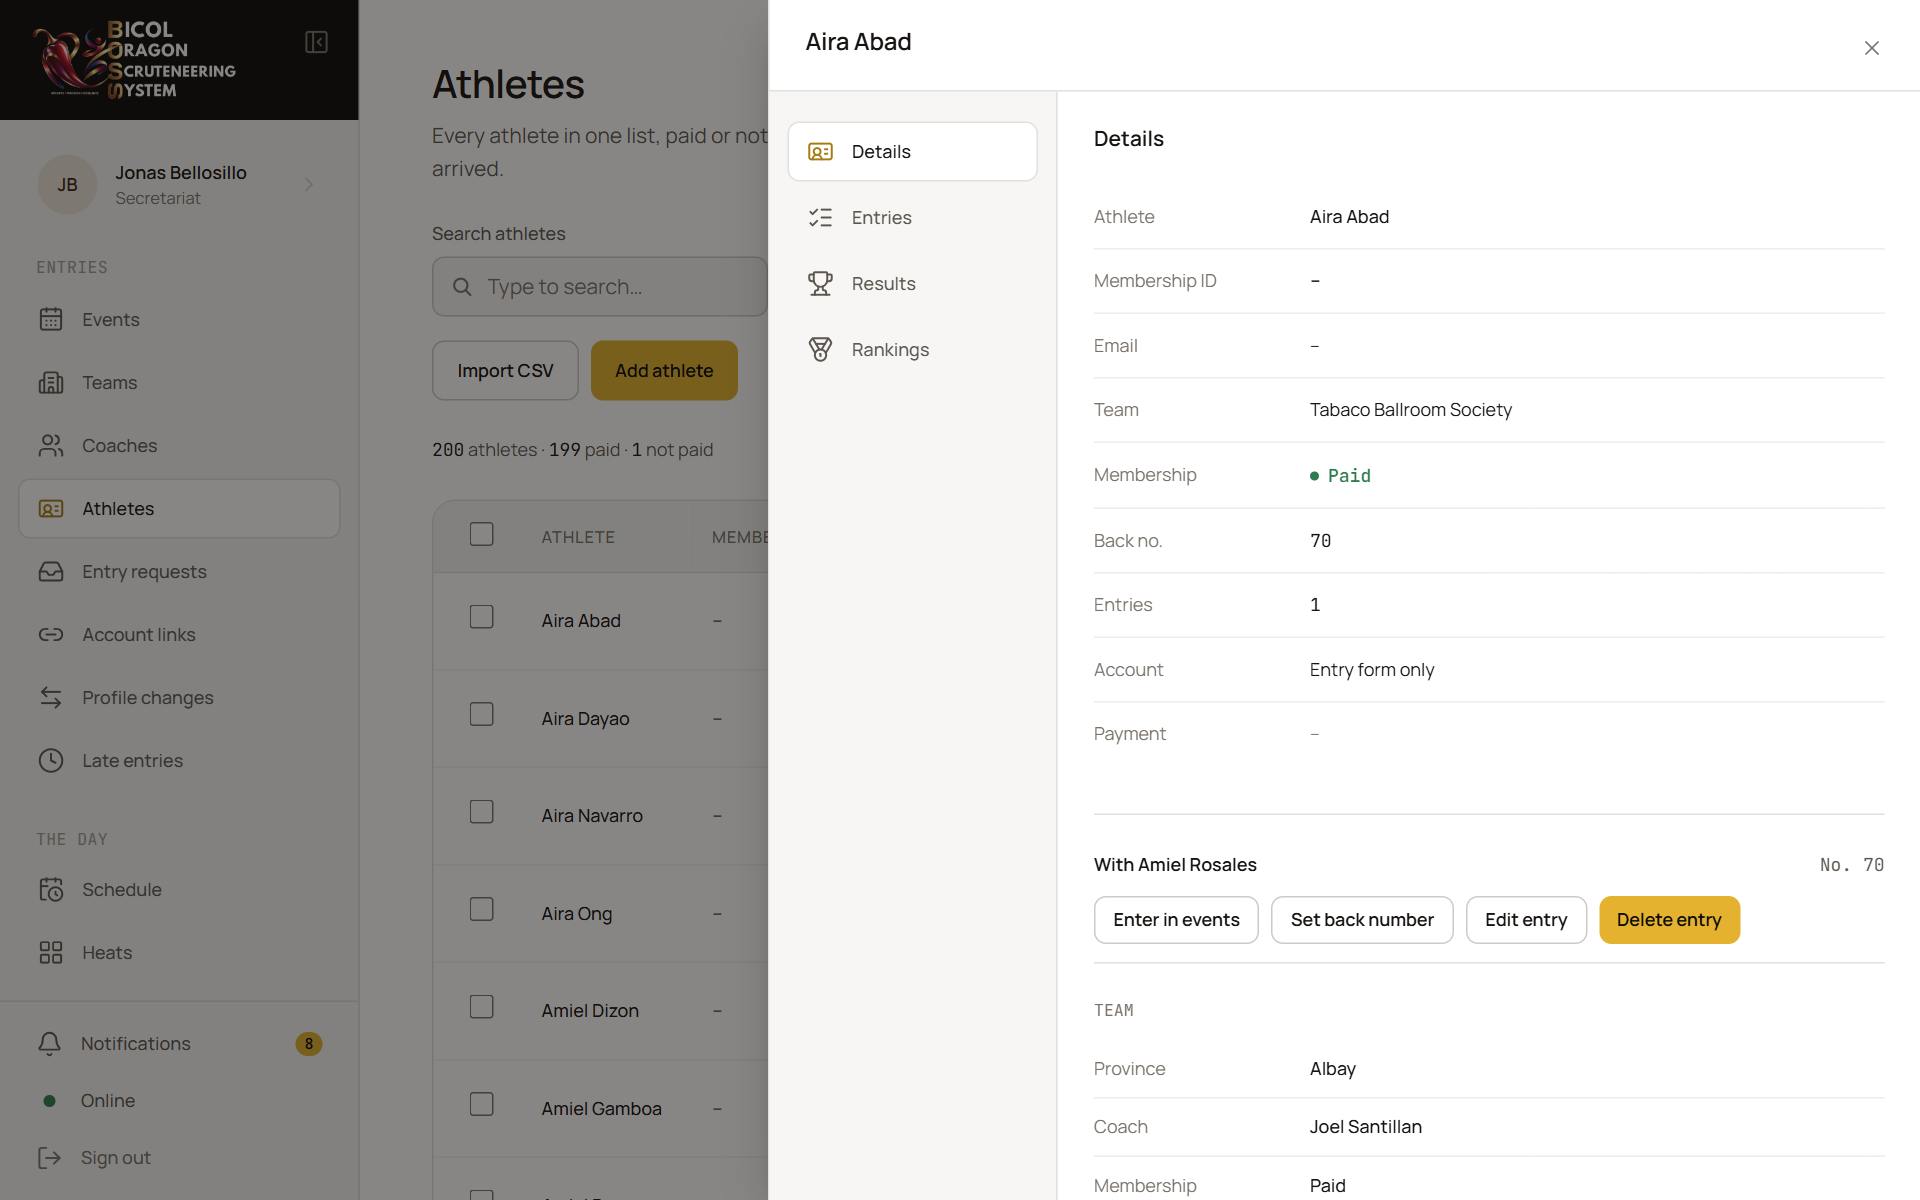 BICOL
DRAGON
SCRUTENEERING
SYSTEM
JB
Jonas Bellosillo
Secretariat
ENTRIES
Events
Teams
Coaches
Athletes
Entry requests
Account links
Profile changes
Late entries
THE DAY
Schedule
Heats
Notifications
8
Online
Sign out
Athletes
Every athlete in one list, paid or not
arrived.
Search athletes
Type to search...
Import CSV
Add athlete
200 athletes · 199 paid · 1 not paid
ATHLETE
MEMBE
Aira Abad
–
Aira Dayao
–
Aira Navarro
–
Aira Ong
–
Amiel Dizon
–
Amiel Gamboa
–
Aira Abad
Details
Entries
Results
Rankings
Details
Athlete
Aira Abad
Membership ID
–
Email
–
Team
Tabaco Ballroom Society
Membership
Paid
Back no.
70
Entries
1
Account
Entry form only
Payment
–
With Amiel Rosales
No. 70
Enter in events
Set back number
Edit entry
Delete entry
TEAM
Province
Albay
Coach
Joel Santillan
Membership
Paid